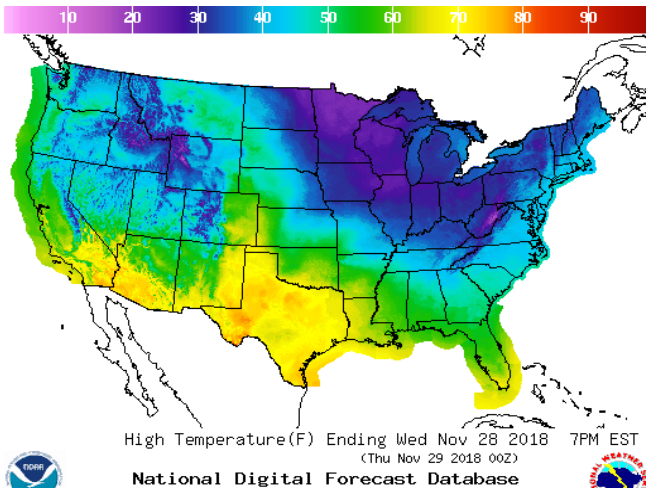 10 20 30 40 50 60 70 80 90
High Temperature(F) Ending Wed Nov 28 2018 7PM EST
(Thu Nov 29 2018 00Z)
National Digital Forecast Database
NOAA